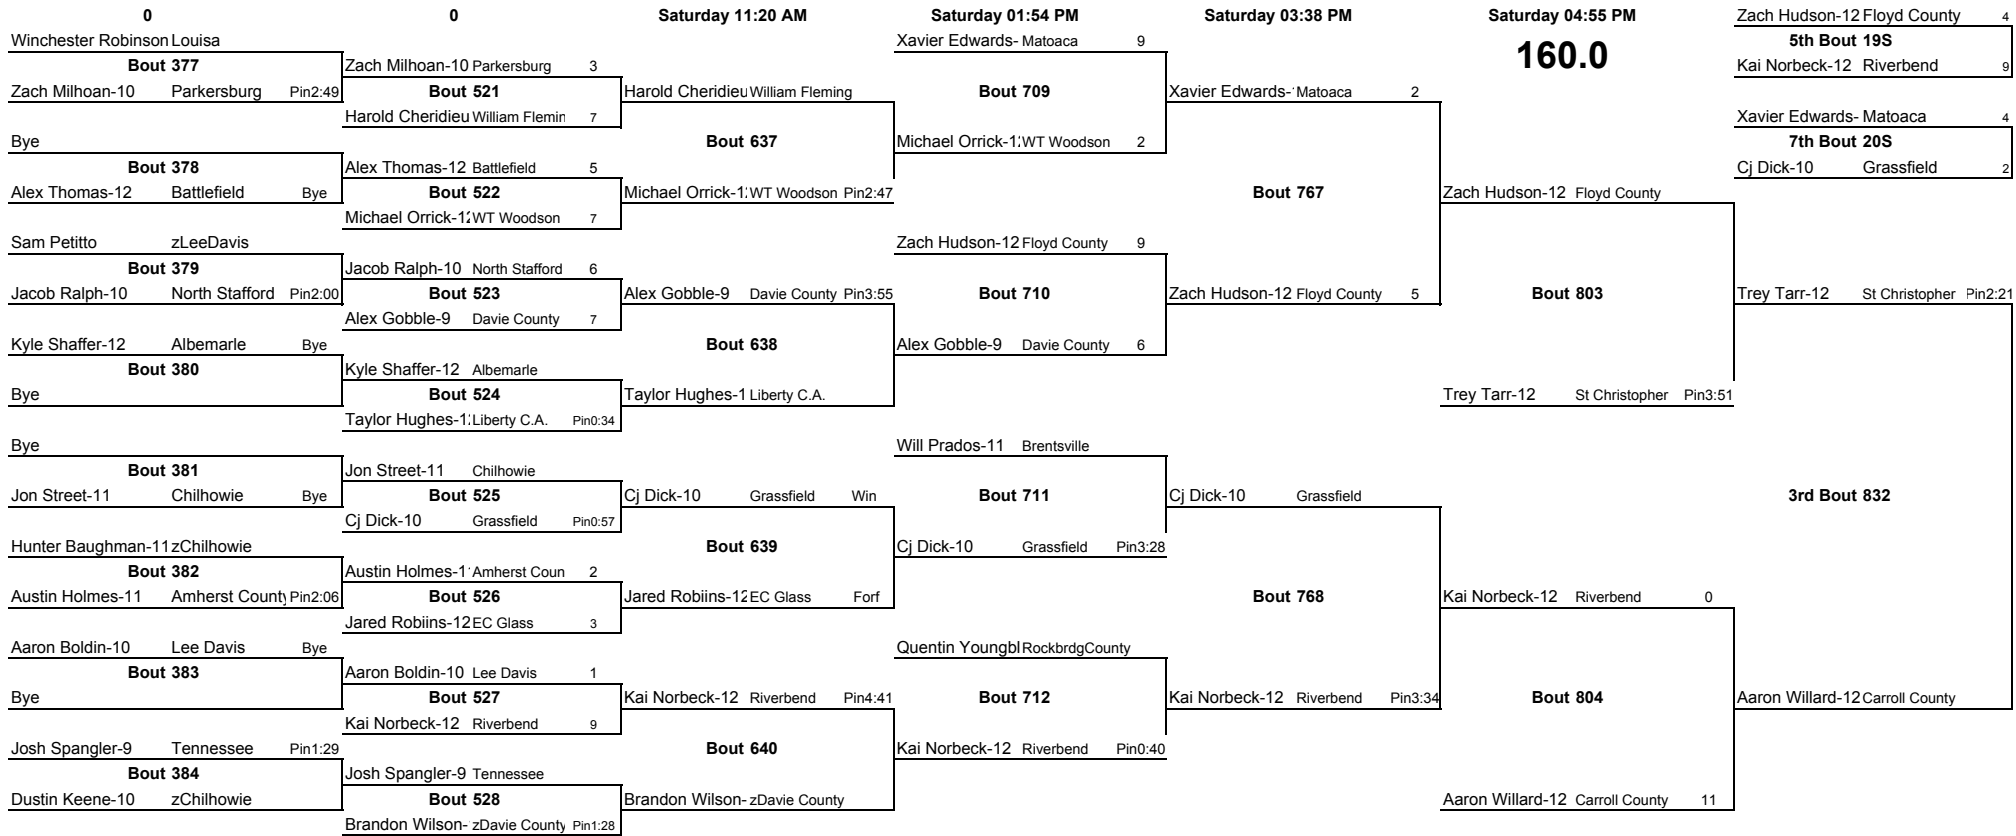 0 0 Saturday 11:20 AM Saturday 01:54 PM Saturday 03:38 PM Saturday 04:55 PM Zach Hudson-12 Floyd County 4
Winchester Robinson Louisa Xavier Edwards- Matoaca 9 160.0 5th Bout 19S
Bout 377 Zach Milhoan-10 Parkersburg 3 Kai Norbeck-12 Riverbend 9
Zach Milhoan-10 Parkersburg Pin2:49 Bout 521 Harold Cheridieu William Fleming Bout 709 Xavier Edwards-1 Matoaca 2
Harold Cheridieu William Flemin 7 Xavier Edwards- Matoaca 4
Bye Bout 637 Michael Orrick-12 WT Woodson 2 7th Bout 20S
Bout 378 Alex Thomas-12 Battlefield 5 Cj Dick-10 Grassfield 2
Alex Thomas-12 Battlefield Bye Bout 522 Michael Orrick-12 WT Woodson Pin2:47 Bout 767 Zach Hudson-12 Floyd County
Michael Orrick-12 WT Woodson 7
Sam Petitto zLeeDavis Zach Hudson-12 Floyd County 9
Bout 379 Jacob Ralph-10 North Stafford 6
Jacob Ralph-10 North Stafford Pin2:00 Bout 523 Alex Gobble-9 Davie County Pin3:55 Bout 710 Zach Hudson-12 Floyd County 5 Bout 803 Trey Tarr-12 St Christopher Pin2:21
Alex Gobble-9 Davie County 7
Kyle Shaffer-12 Albemarle Bye Bout 638 Alex Gobble-9 Davie County 6
Bout 380 Kyle Shaffer-12 Albemarle
Bye Bout 524 Taylor Hughes-1 Liberty C.A. Trey Tarr-12 St Christopher Pin3:51
Taylor Hughes-12 Liberty C.A. Pin0:34
Bye Will Prados-11 Brentsville
Bout 381 Jon Street-11 Chilhowie
Jon Street-11 Chilhowie Bye Bout 525 Cj Dick-10 Grassfield Win Bout 711 Cj Dick-10 Grassfield 3rd Bout 832
Cj Dick-10 Grassfield Pin0:57
Hunter Baughman-11 zChilhowie Bout 639 Cj Dick-10 Grassfield Pin3:28
Bout 382 Austin Holmes-11 Amherst Coun 2
Austin Holmes-11 Amherst County Pin2:06 Bout 526 Jared Robiins-12 EC Glass Forf Bout 768 Kai Norbeck-12 Riverbend 0
Jared Robiins-12 EC Glass 3
Aaron Boldin-10 Lee Davis Bye Quentin Youngbl RockbrdgCounty
Bout 383 Aaron Boldin-10 Lee Davis 1
Bye Bout 527 Kai Norbeck-12 Riverbend Pin4:41 Bout 712 Kai Norbeck-12 Riverbend Pin3:34 Bout 804 Aaron Willard-12 Carroll County
Kai Norbeck-12 Riverbend 9
Josh Spangler-9 Tennessee Pin1:29 Bout 640 Kai Norbeck-12 Riverbend Pin0:40
Bout 384 Josh Spangler-9 Tennessee
Dustin Keene-10 zChilhowie Bout 528 Brandon Wilson- zDavie County Aaron Willard-12 Carroll County 11
Brandon Wilson- zDavie County Pin1:28